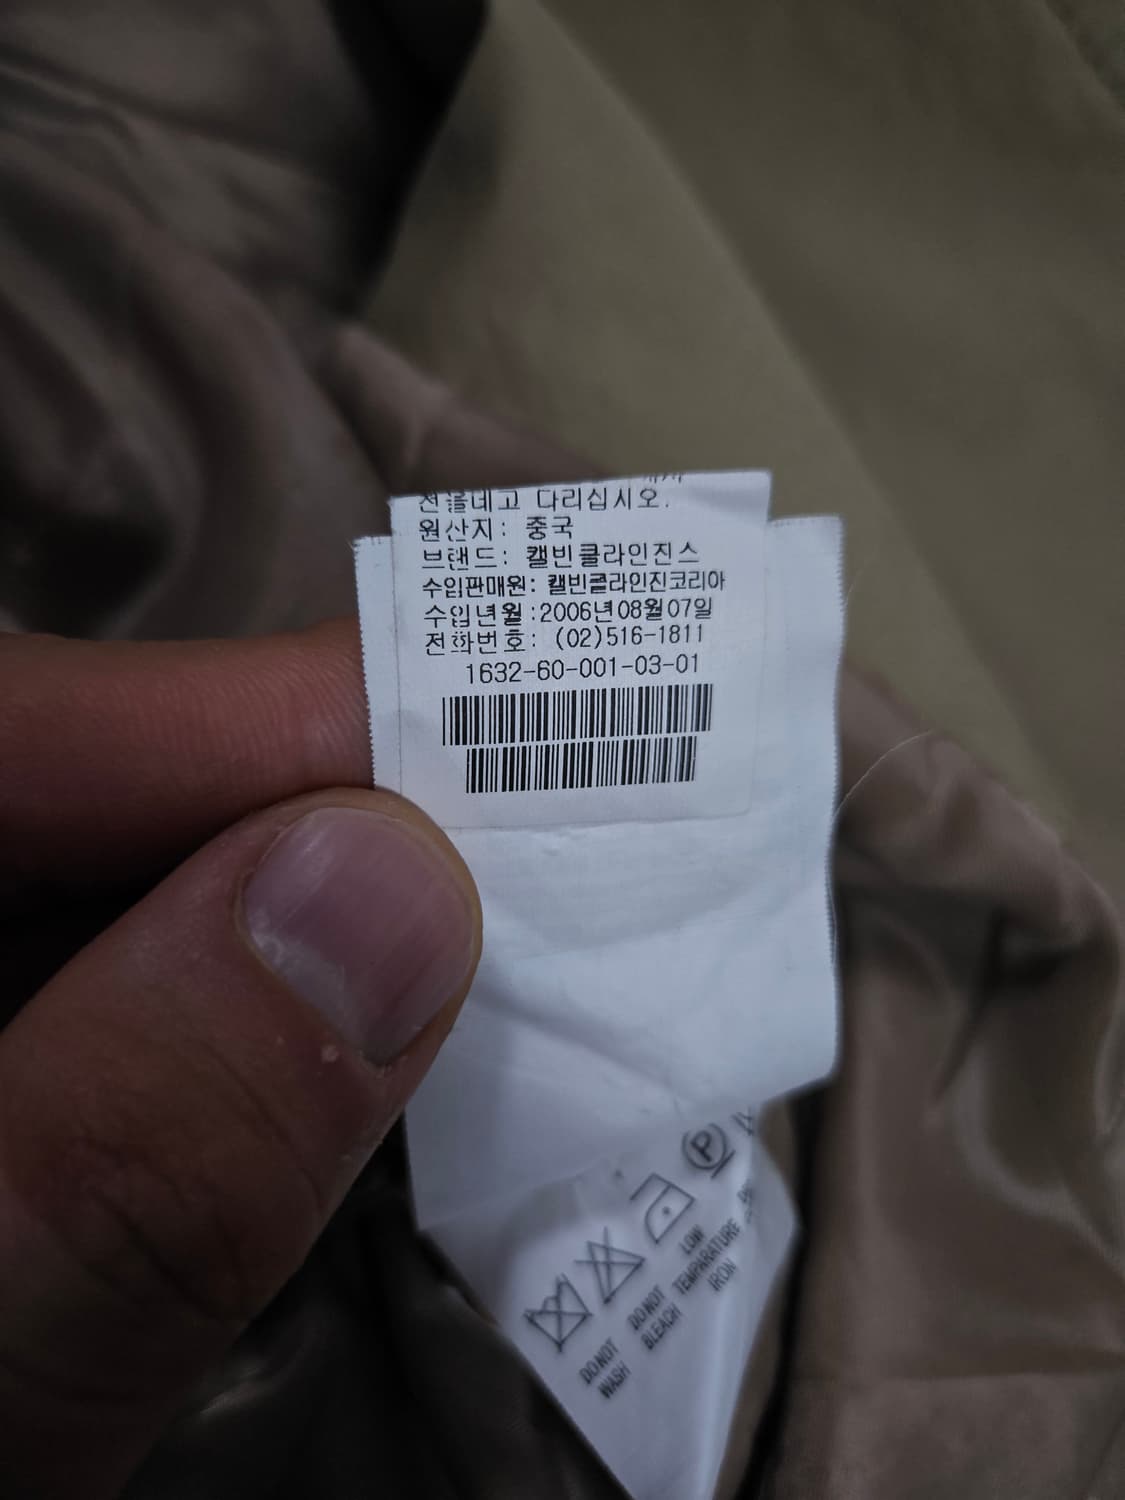 천을데고 다리십시오.
원산지: 중국
브랜드: 캘빈쿨라인진스
수입판매원: 캘빈클라인진코리아
수입년월:2006년08월07일
전화번호: (02)516-1811
1632-60-001-03-01
P
DO NOT
WASH
DO NOT
BLEACH
LOW
TEMPARATURE
IRON